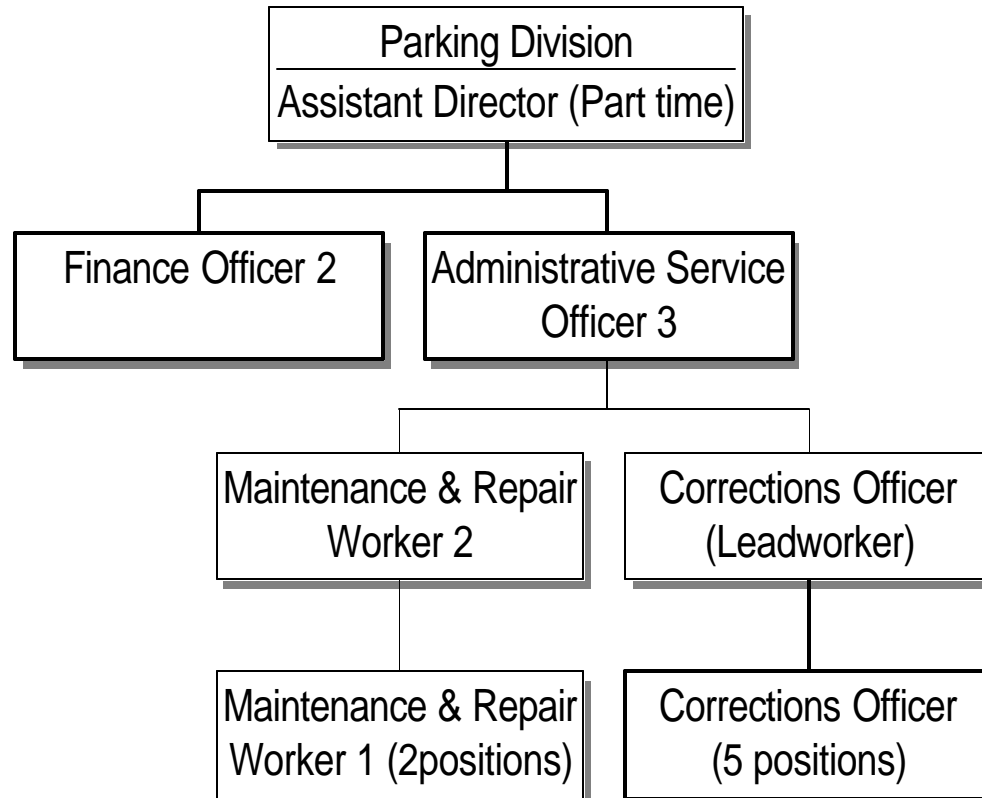 Parking Division
Assistant Director (Part time)
Finance Officer 2
Administrative Service
Officer 3
Maintenance & Repair
Worker 2
Corrections Officer
(Leadworker)
Maintenance & Repair
Worker 1 (2positions)
Corrections Officer
(5 positions)